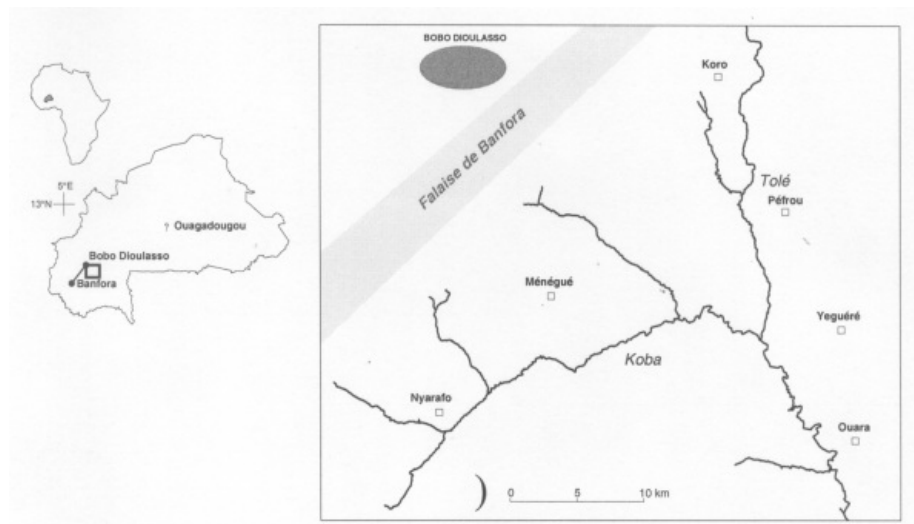 5°E
13°N
Ouagadougou
Bobo Dioulasso
Banfora
BOBO DIOULASSO
Falaise de Banfora
Koro
Tolé
Péfrou
Ménégué
Yeguéré
Koba
Nyarafo
Ouara
0 5 10 km